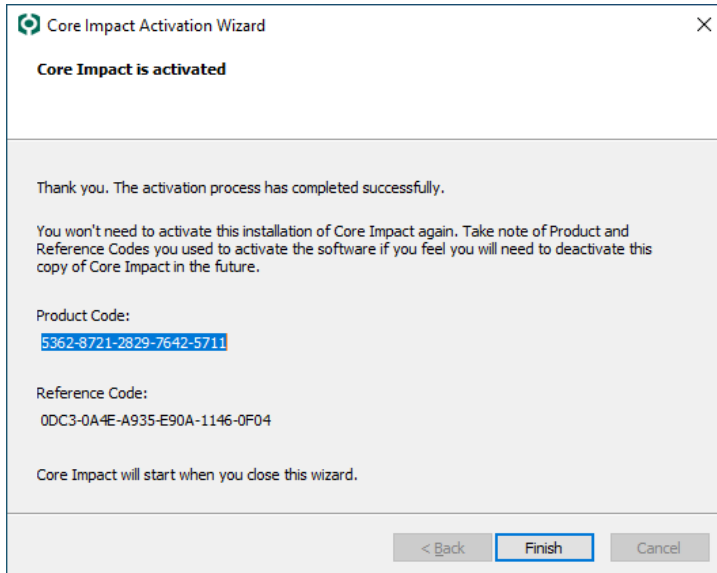 Core Impact Activation Wizard
Core Impact is activated
Thank you. The activation process has completed successfully.
You won't need to activate this installation of Core Impact again. Take note of Product and
Reference Codes you used to activate the software if you feel you will need to deactivate this
copy of Core Impact in the future.
Product Code:
5362-8721-2829-7642-5711
Reference Code:
0DC3-0A4E-A935-E90A-1146-0F04
Core Impact will start when you close this wizard.
< Back
Finish
Cancel